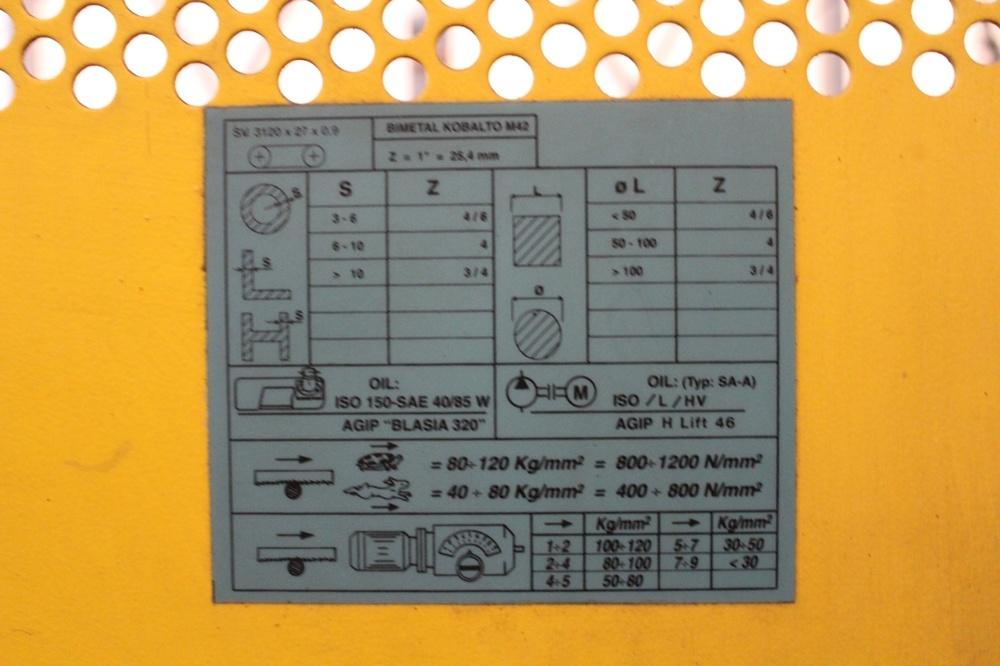 SV. 3120 x 27 x 0,9
BIMETAL KOBALTO M42
Z = 1" = 25,4 mm
S Z
S
3-6 4/6
6-10 4
S
> 10 3/4
S
L
ø L Z
< 50 4/6
50-100 4
> 100 3/4
Ø
OIL:
ISO 150-SAE 40/85 W
AGIP "BLASIA 320"
M
OIL: (Typ: SA-A)
ISO / L / HV
AGIP H Lift 46
= 80÷120 Kg/mm² = 800÷1200 N/mm²
= 40 ÷ 80 Kg/mm² = 400 ÷ 800 N/mm²
→ Kg/mm² → Kg/mm²
1÷2 100÷120 5÷7 30÷50
2÷4 80÷100 7÷9 < 30
4÷5 50÷80